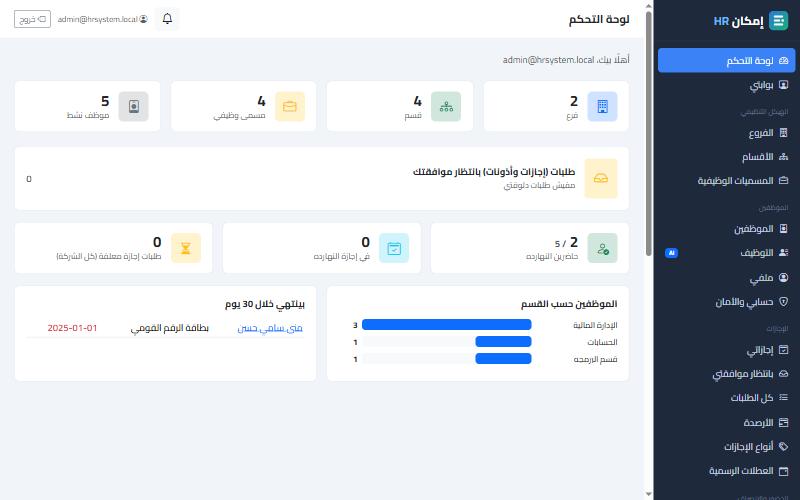 إمكان HR
لوحة التحكم
بوابتي
الهيكل التنظيمي
الفروع
الأقسام
المسميات الوظيفية
الموظفين
الموظفين
التوظيف
AI
ملفي
حسابي والأمان
الإجازات
إجازاتي
بانتظار موافقتي
كل الطلبات
الأرصدة
أنواع الإجازات
العطلات الرسمية
لوحة التحكم
admin@hrsystem.local
خروج
أهلًا بيك، admin@hrsystem.local
2
فرع
4
قسم
4
مسمى وظيفي
5
موظف نشط
طلبات (إجازات وأذونات) بانتظار موافقتك
مفيش طلبات دلوقتي
0
2 / 5
حاضرين النهارده
0
في إجازة النهارده
0
طلبات إجازة معلقة (كل الشركة)
الموظفين حسب القسم
الإدارة المالية 3
الحسابات 1
قسم البرمجه 1
بينتهي خلال 30 يوم
منى سامي حسن بطاقة الرقم القومي 2025-01-01